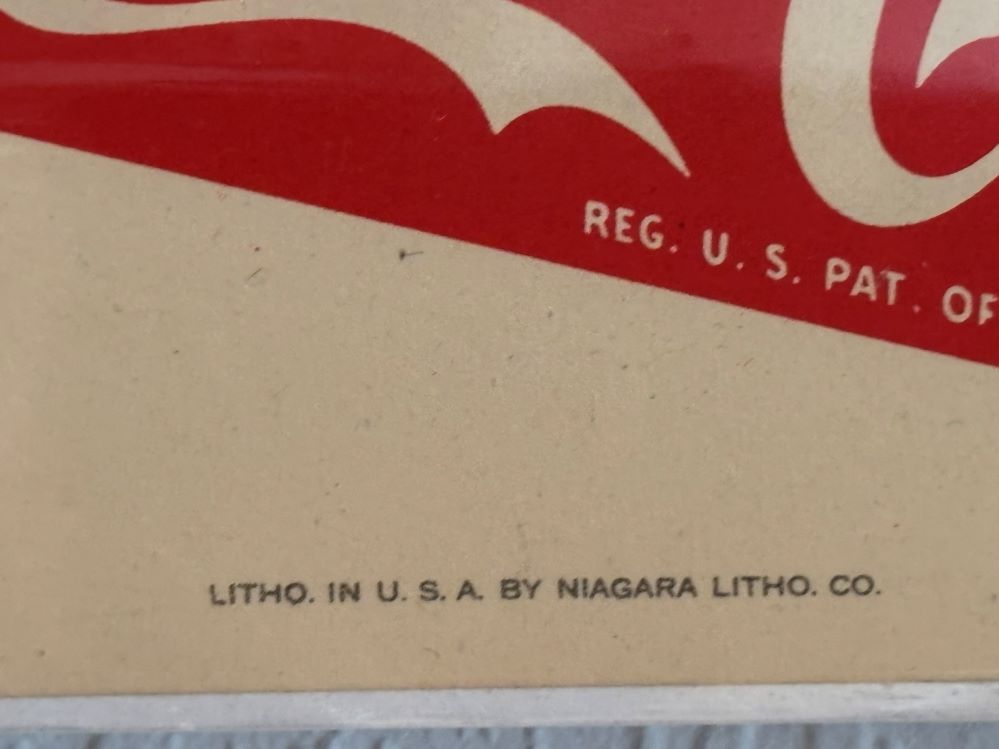 REG. U. S. PAT. OF
LITHO. IN U. S. A. BY NIAGARA LITHO. CO.